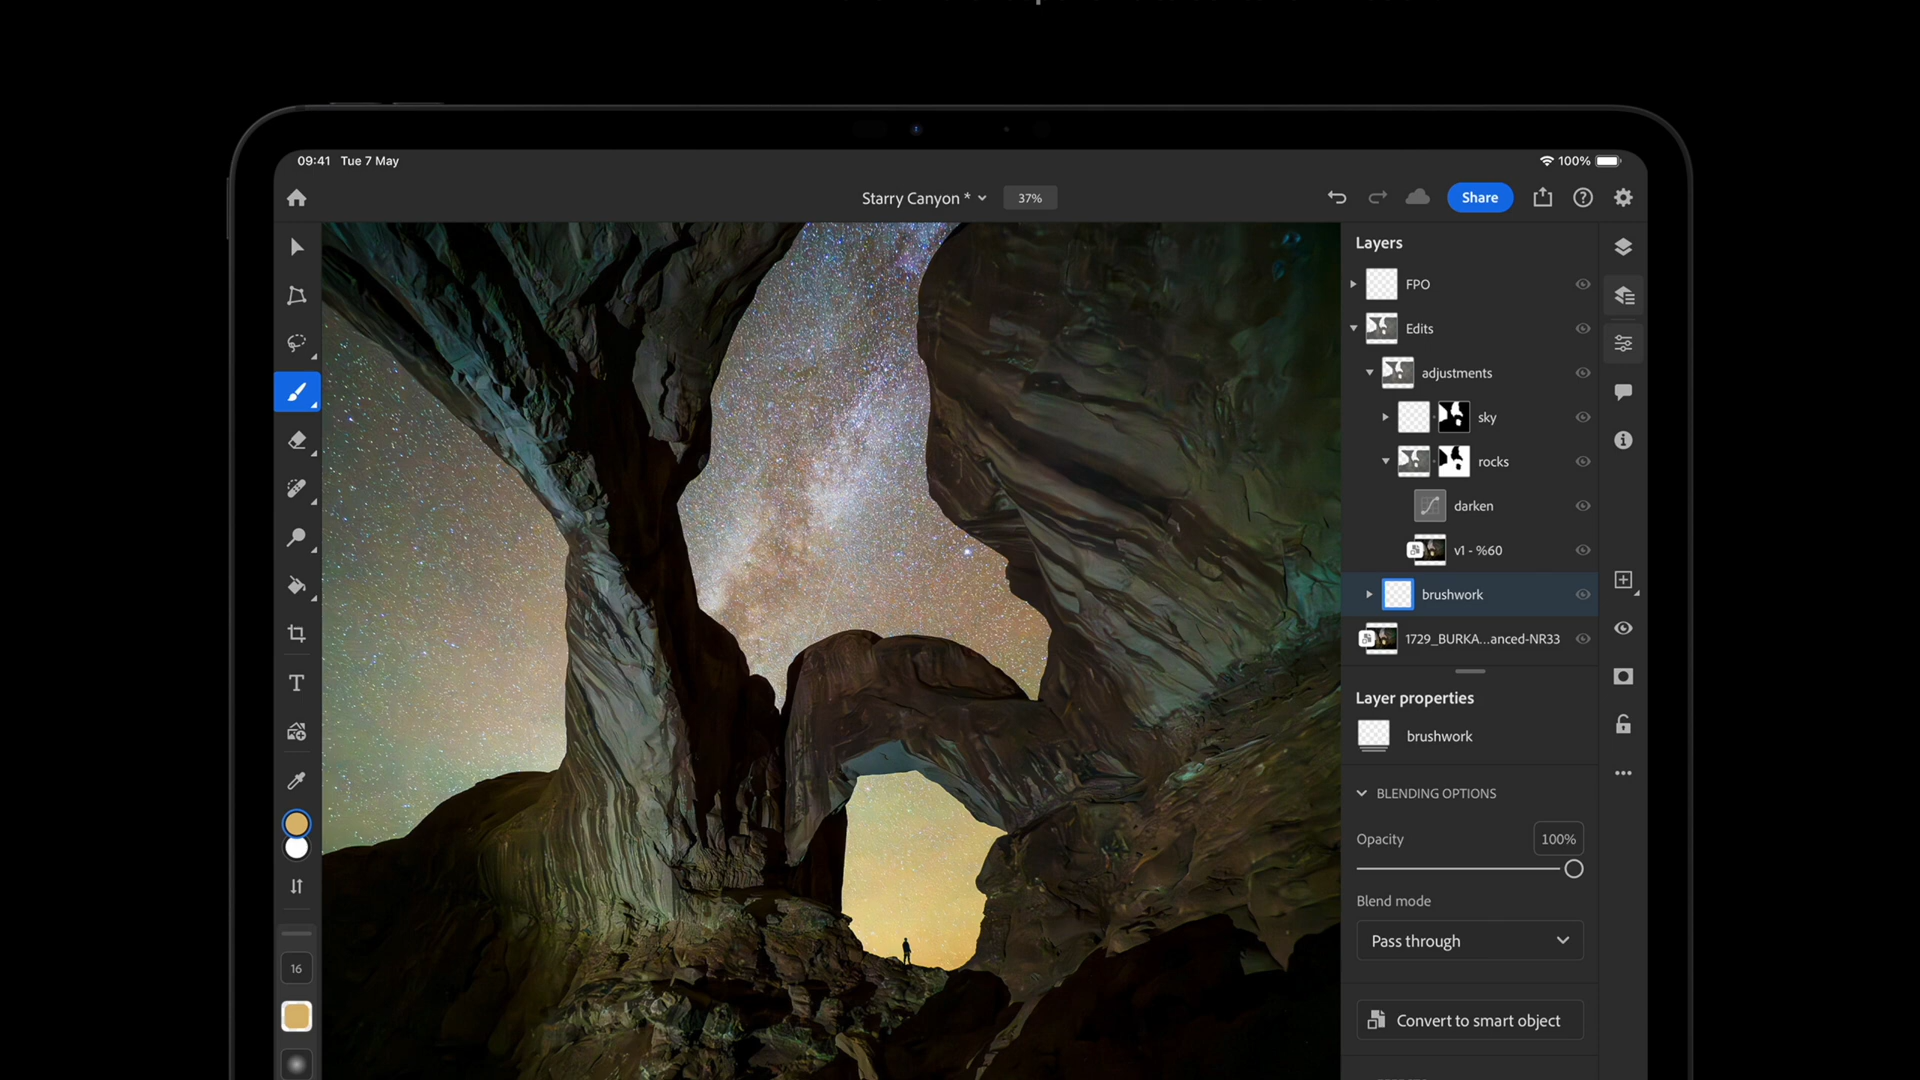 09:41 Tue 7 May
100%
Starry Canyon *
37%
Share
Layers
FPO
Edits
adjustments
sky
rocks
darken
v1 - %60
brushwork
1729_BURKA...anced-NR33
Layer properties
brushwork
BLENDING OPTIONS
Opacity
100%
Blend mode
Pass through
Convert to smart object
T
16